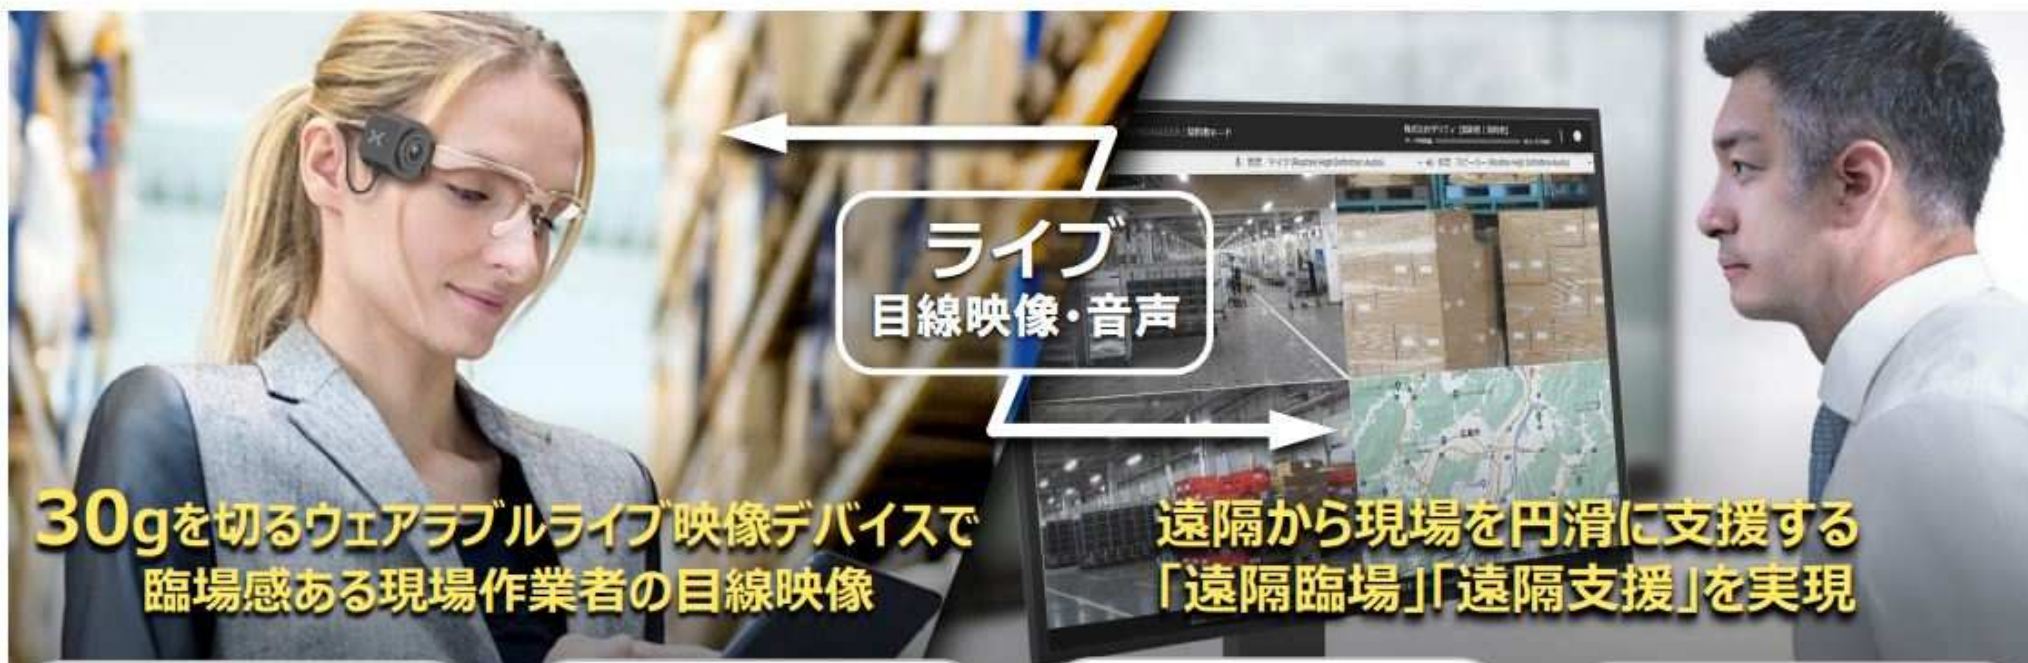 ライブ
目線映像・音声
30gを切るウェアラブルライブ映像デバイスで
臨場感ある現場作業者の目線映像
遠隔から現場を円滑に支援する
「遠隔臨場」「遠隔支援」を実現